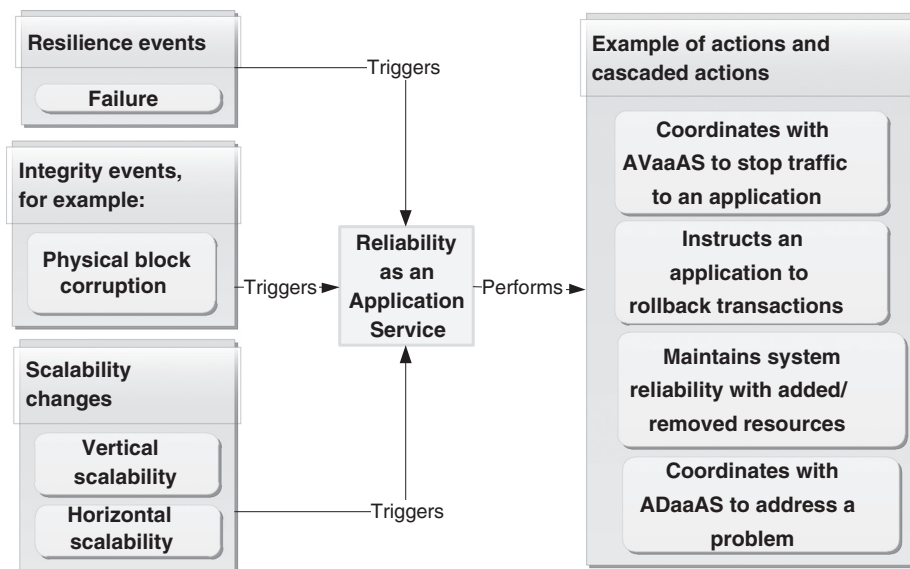 Resilience events
Failure
Triggers
Integrity events,
for example:
Physical block
corruption
Triggers
Scalability
changes
Vertical
scalability
Horizontal
scalability
Triggers
Reliability
as an
Application
Service
Performs
Example of actions and
cascaded actions
Coordinates with
AVaaAS to stop traffic
to an application
Instructs an
application to
rollback transactions
Maintains system
reliability with added/
removed resources
Coordinates with
ADaaAS to address a
problem